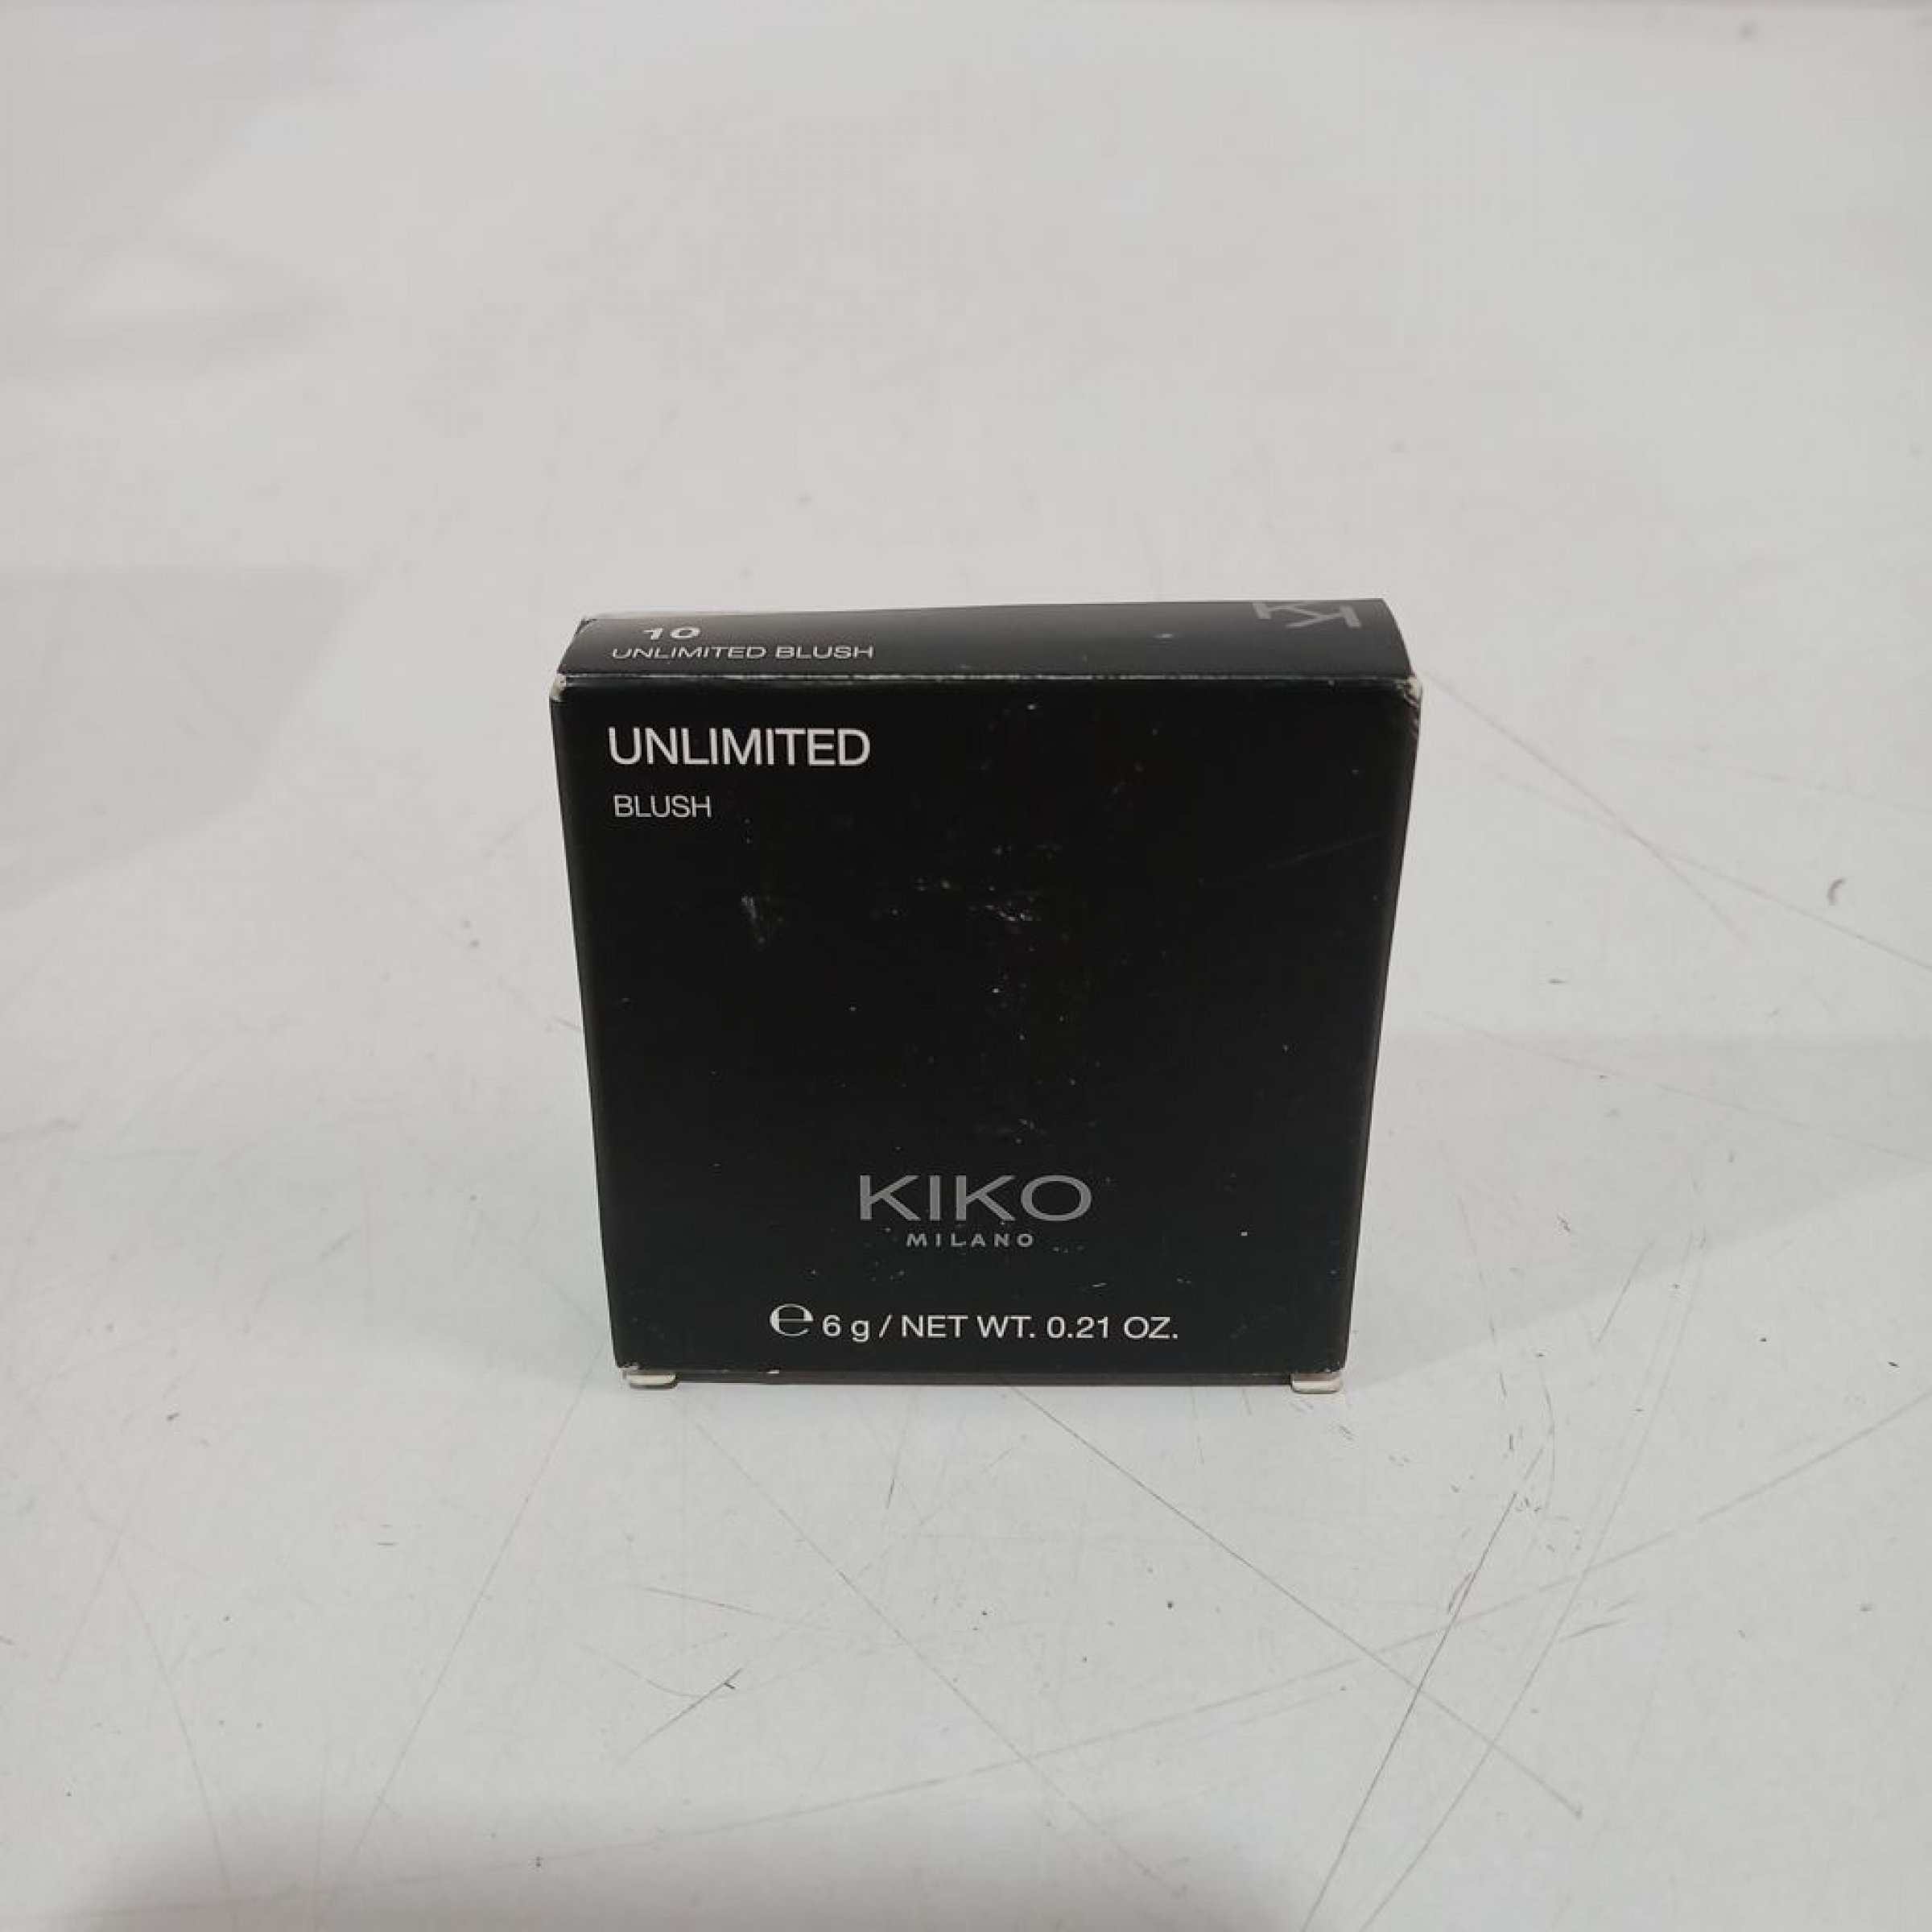 10
UNLIMITED BLUSH
UNLIMITED
BLUSH
KIKO
MILANO
℮ 6 g / NET WT. 0.21 OZ.